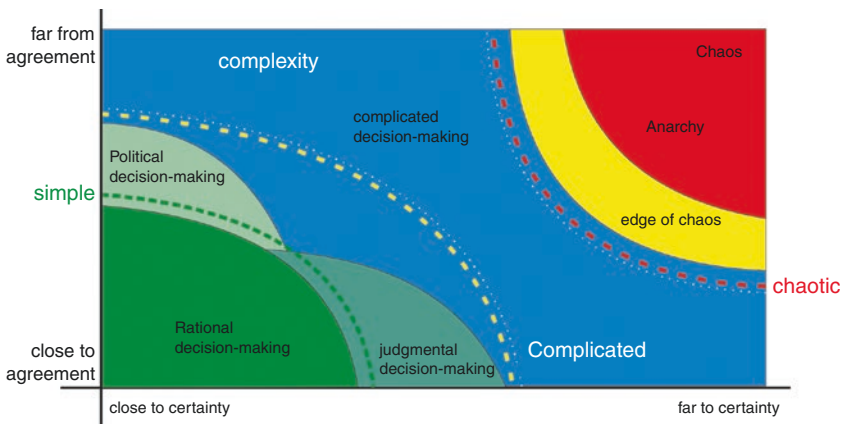 far from
agreement
complexity
Chaos
complicated
decision-making
Anarchy
Political
decision-making
simple
edge of chaos
chaotic
Rational
decision-making
close to
agreement
judgmental
decision-making
Complicated
close to certainty
far to certainty